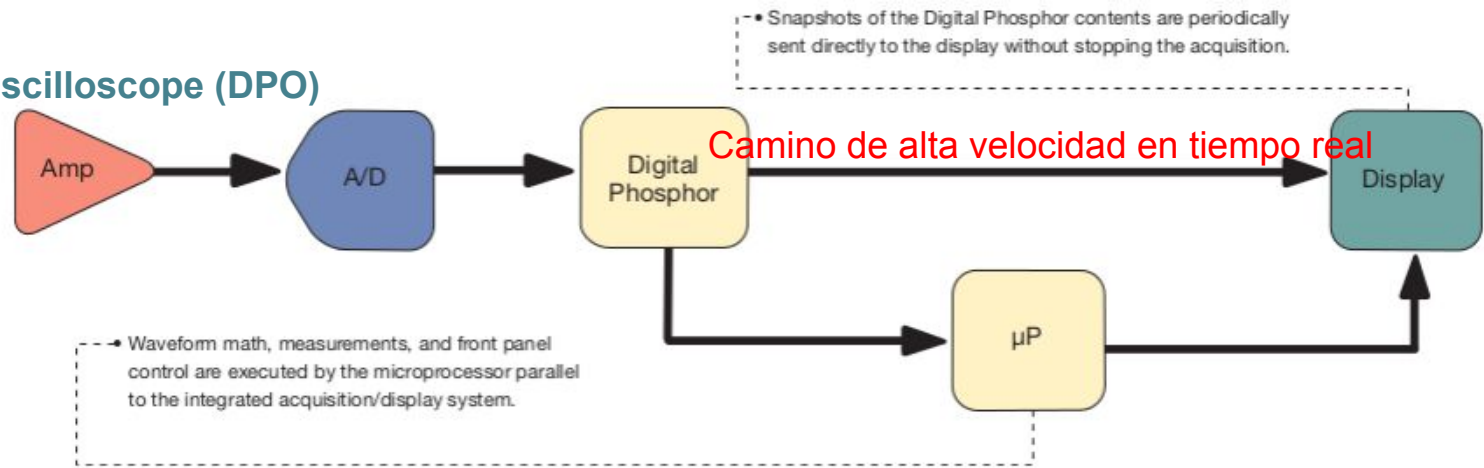 • Snapshots of the Digital Phosphor contents are periodically
sent directly to the display without stopping the acquisition.
scilloscope (DPO)
Camino de alta velocidad en tiempo real
Amp
A/D
Digital
Phosphor
Display
µP
• Waveform math, measurements, and front panel
control are executed by the microprocessor parallel
to the integrated acquisition/display system.